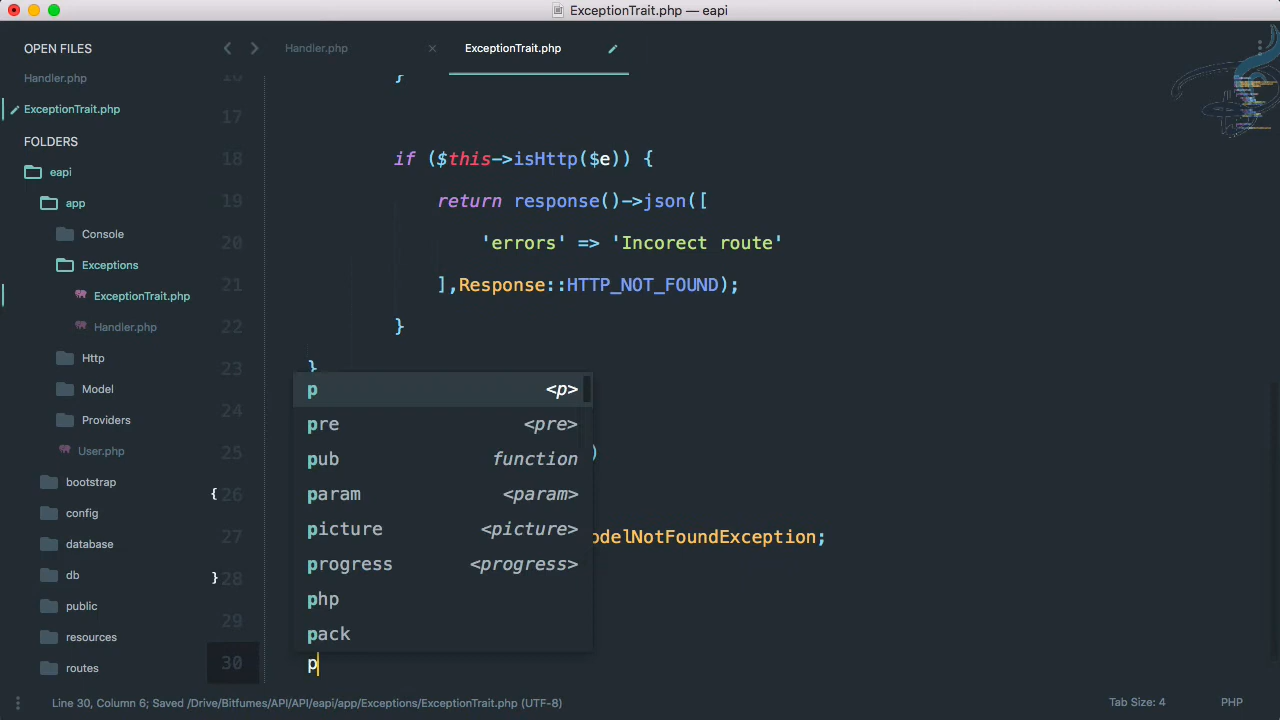 ExceptionTrait.php — eapi
OPEN FILES
Handler.php
ExceptionTrait.php
FOLDERS
eapi
app
Console
Exceptions
ExceptionTrait.php
Handler.php
Http
Model
Providers
User.php
bootstrap
config
database
db
public
resources
routes
Handler.php
ExceptionTrait.php
16 }
17
18 if ($this->isHttp($e)) {
19 return response()->json([
20 'errors' => 'Incorect route'
21 ],Response::HTTP_NOT_FOUND);
22 }
23 }
24
25 )
{ 26
27 odelNotFoundException;
} 28
29
30 p
p <p>
pre <pre>
pub function
param <param>
picture <picture>
progress <progress>
php
pack
Line 30, Column 6; Saved /Drive/Bitfumes/API/API/eapi/app/Exceptions/ExceptionTrait.php (UTF-8)
Tab Size: 4
PHP